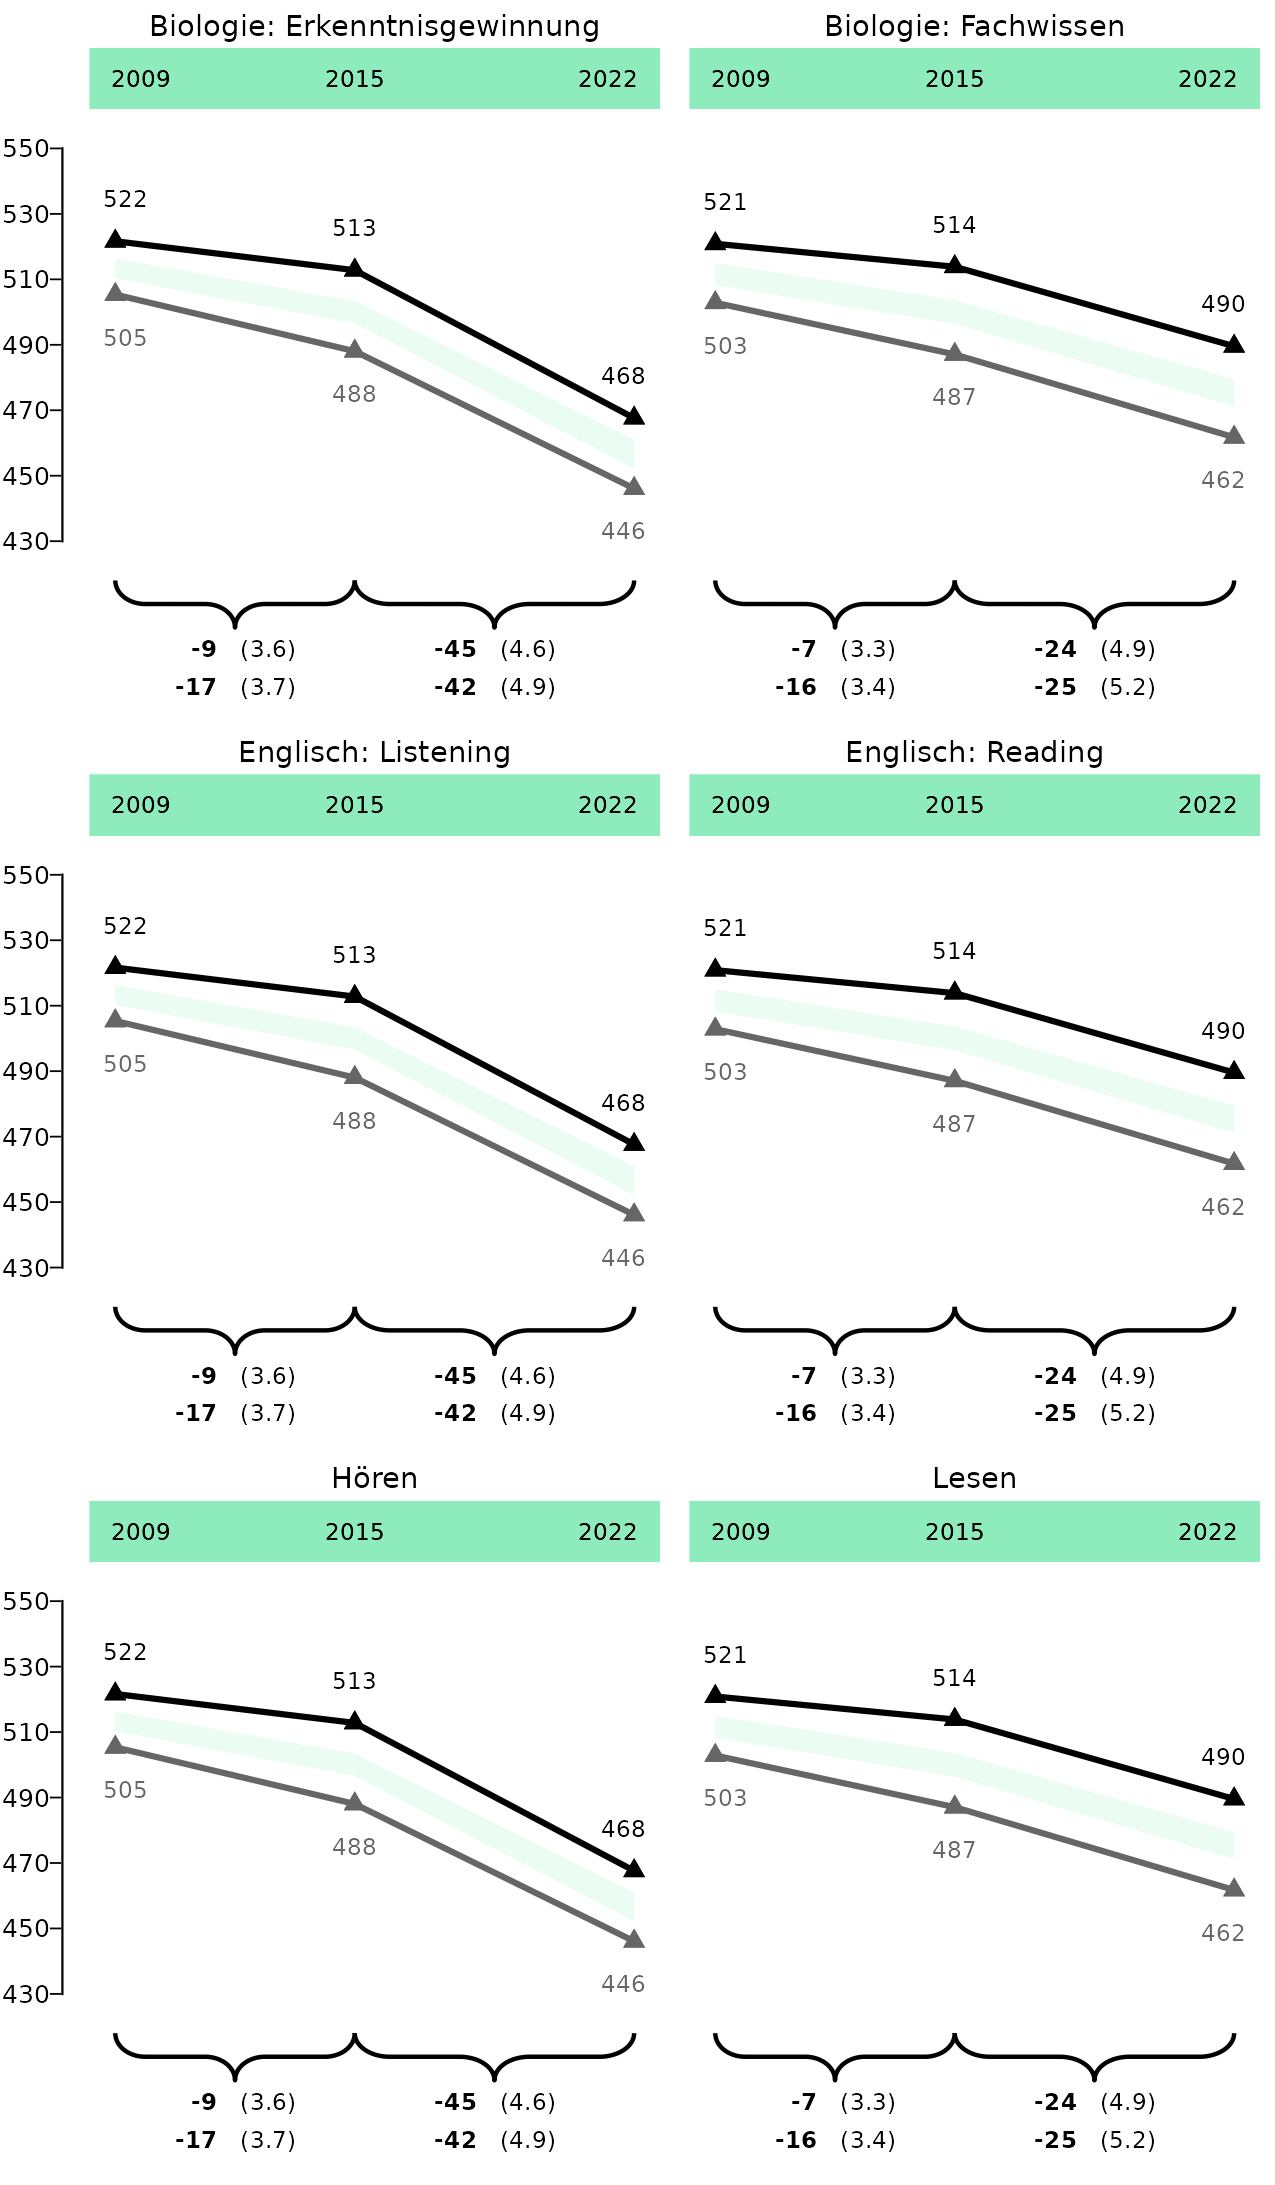 Biologie: Erkenntnisgewinnung
2009 2015 2022
550
530
510
490
470
450
430
522
513
468
505
488
446
-9 (3.6) -45 (4.6)
-17 (3.7) -42 (4.9)
Biologie: Fachwissen
2009 2015 2022
521
514
490
503
487
462
-7 (3.3) -24 (4.9)
-16 (3.4) -25 (5.2)
Englisch: Listening
2009 2015 2022
550
530
510
490
470
450
430
522
513
468
505
488
446
-9 (3.6) -45 (4.6)
-17 (3.7) -42 (4.9)
Englisch: Reading
2009 2015 2022
521
514
490
503
487
462
-7 (3.3) -24 (4.9)
-16 (3.4) -25 (5.2)
Hören
2009 2015 2022
550
530
510
490
470
450
430
522
513
468
505
488
446
-9 (3.6) -45 (4.6)
-17 (3.7) -42 (4.9)
Lesen
2009 2015 2022
521
514
490
503
487
462
-7 (3.3) -24 (4.9)
-16 (3.4) -25 (5.2)